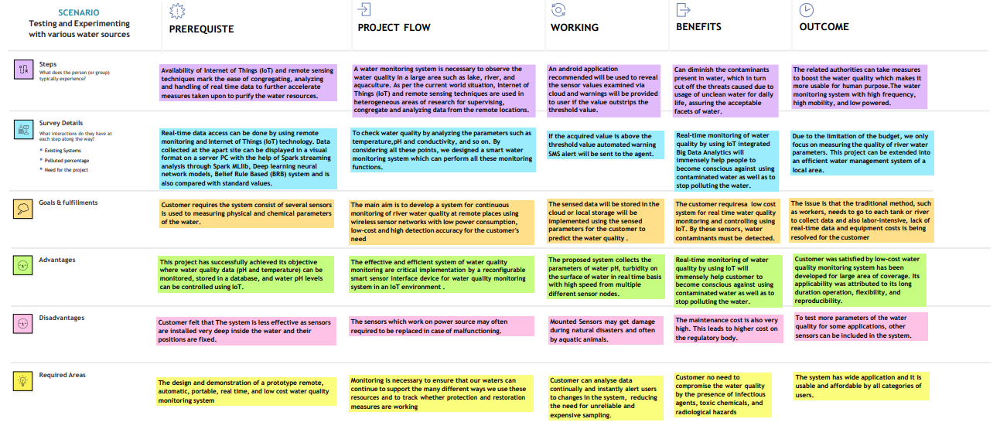 SCENARIO
Testing and Experimenting
with various water sources
PREREQUISTE
PROJECT FLOW
WORKING
BENEFITS
OUTCOME
Steps
What does the person (or group)
typically experience?
Availability of Internet of Things (IoT) and remote sensing
techniques mark the ease of congregating, analyzing
and handling of real time data to further accelerate
measures taken upon to purify the water resources.
A water monitoring system is necessary to observe the
water quality in a large area such as lake, river, and
aquaculture. As per the current world situation, Internet of
Things (IoT) and remote sensing techniques are used in
heterogeneous areas of research for supervising,
congregate and analyzing data from the remote locations.
An android application
recommended will be used to reveal
the sensor values examined via
cloud and warnings will be provided
to user if the value outstrips the
threshold value.
Can diminish the contaminants
present in water, which in turn
cut off the threats caused due to
usage of unclean water for daily
life, assuring the acceptable
facets of water.
The related authorities can take measures
to boost the water quality which makes it
more usable for human purpose.The water
monitoring system with high frequency,
high mobility, and low powered.
Survey Details
What interactions do they have at
each step along the way?
Existing Systems
Polluted percentage
Need for the project
Real-time data access can be done by using remote
monitoring and Internet of Things (IoT) technology. Data
collected at the apart site can be displayed in a visual
format on a server PC with the help of Spark streaming
analysis through Spark MLlib, Deep learning neural
network models, Belief Rule Based (BRB) system and is
also compared with standard values.
To check water quality by analyzing the parameters such as
temperature,pH and conductivity, and so on. By
considering all these points, we designed a smart water
monitoring system which can perform all these monitoring
functions.
If the acquired value is above the
threshold value automated warning
SMS alert will be sent to the agent.
Real-time monitoring of water
quality by using IoT integrated
Big Data Analytics will
immensely help people to
become conscious against using
contaminated water as well as to
stop polluting the water.
Due to the limitation of the budget, we only
focus on measuring the quality of river water
parameters. This project can be extended into
an efficient water management system of a
local area.
Goals & fulfillments
Customer requires the system consist of several sensors
is used to measuring physical and chemical parameters
of the water.
The main aim is to develop a system for continuous
monitoring of river water quality at remote places using
wireless sensor networks with low power consumption,
low-cost and high detection accuracy for the customer's
need
The sensed data will be stored in the
cloud or local storage will be
implemented using the sensed
parameters for the customer to
predict the water quality .
The customer requiresa low cost
system for real time water quality
monitoring and controlling using
IoT. By these sensors, water
contaminants must be detected.
The issue is that the traditional method, such
as workers, needs to go to each tank or river
to collect data and also labor-intensive, lack of
real-time data and equipment costs is being
resolved for the customer
Advantages
This project has successfully achieved its objective
where water quality data (pH and temperature) can be
monitored, stored in a database, and water pH levels
can be controlled using IoT.
The effective and efficient system of water quality
monitoring are critical implementation by a reconfigurable
smart sensor interface device for water quality monitoring
system in an IoT environment .
The proposed system collects the
parameters of water pH, turbidity on
the surface of water in real time basis
with high speed from multiple
different sensor nodes.
Real-time monitoring of water
quality by using IoT will
immensely help customer to
become conscious against using
contaminated water as well as to
stop polluting the water.
Customer was satisfied by low-cost water
quality monitoring system has been
developed for large area of coverage. Its
applicability was attributed to its long
duration operation, flexibility, and
reproducibility.
Disadvantages
Customer felt that The system is less effective as sensors
are installed very deep inside the water and their
positions are fixed.
The sensors which work on power source may often
required to be replaced in case of malfunctioning.
Mounted Sensors may get damage
during natural disasters and often
by aquatic animals.
The maintenance cost is also very
high. This leads to higher cost on
the regulatory body.
To test more parameters of the water
quality for some applications, other
sensors can be included in the system.
Required Areas
The design and demonstration of a prototype remote,
automatic, portable, real time, and low cost water quality
monitoring system
Monitoring is necessary to ensure that our waters can
continue to support the many different ways we use these
resources and to track whether protection and restoration
measures are working
Customer can analyse data
continually and instantly alert users
to changes in the system, reducing
the need for unreliable and
expensive sampling.
Customer no need to
compromise the water quality
by the presence of infectious
agents, toxic chemicals, and
radiological hazards
The system has wide application and it is
usable and affordable by all categories of
users.